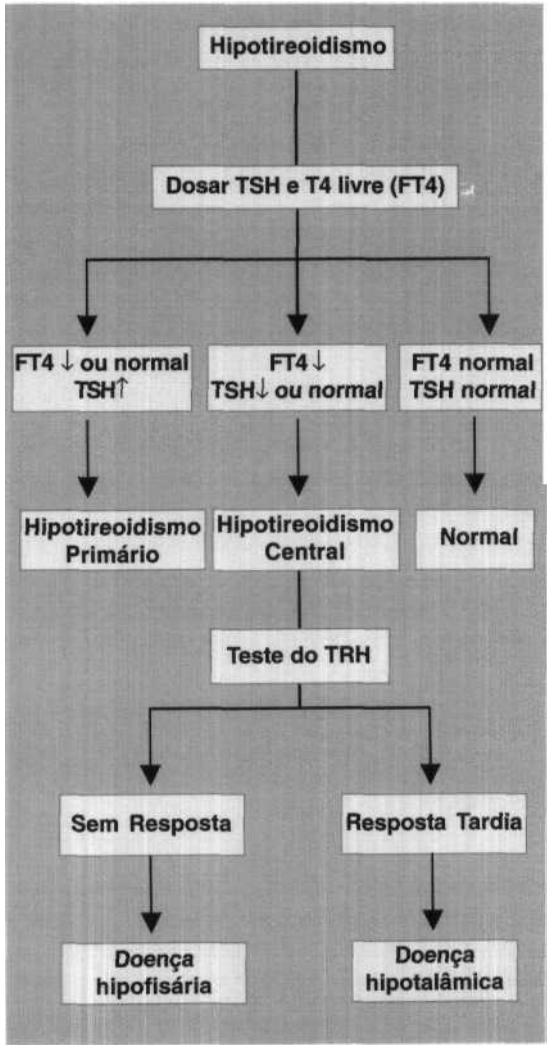 Hipotireoidismo
Dosar TSH e T4 livre (FT4)
FT4 ↓ ou normal
TSH↑
FT4 ↓
TSH↓ ou normal
FT4 normal
TSH normal
Hipotireoidismo
Primário
Hipotireoidismo
Central
Normal
Teste do TRH
Sem Resposta
Resposta Tardia
Doença
hipofisária
Doença
hipotalâmica